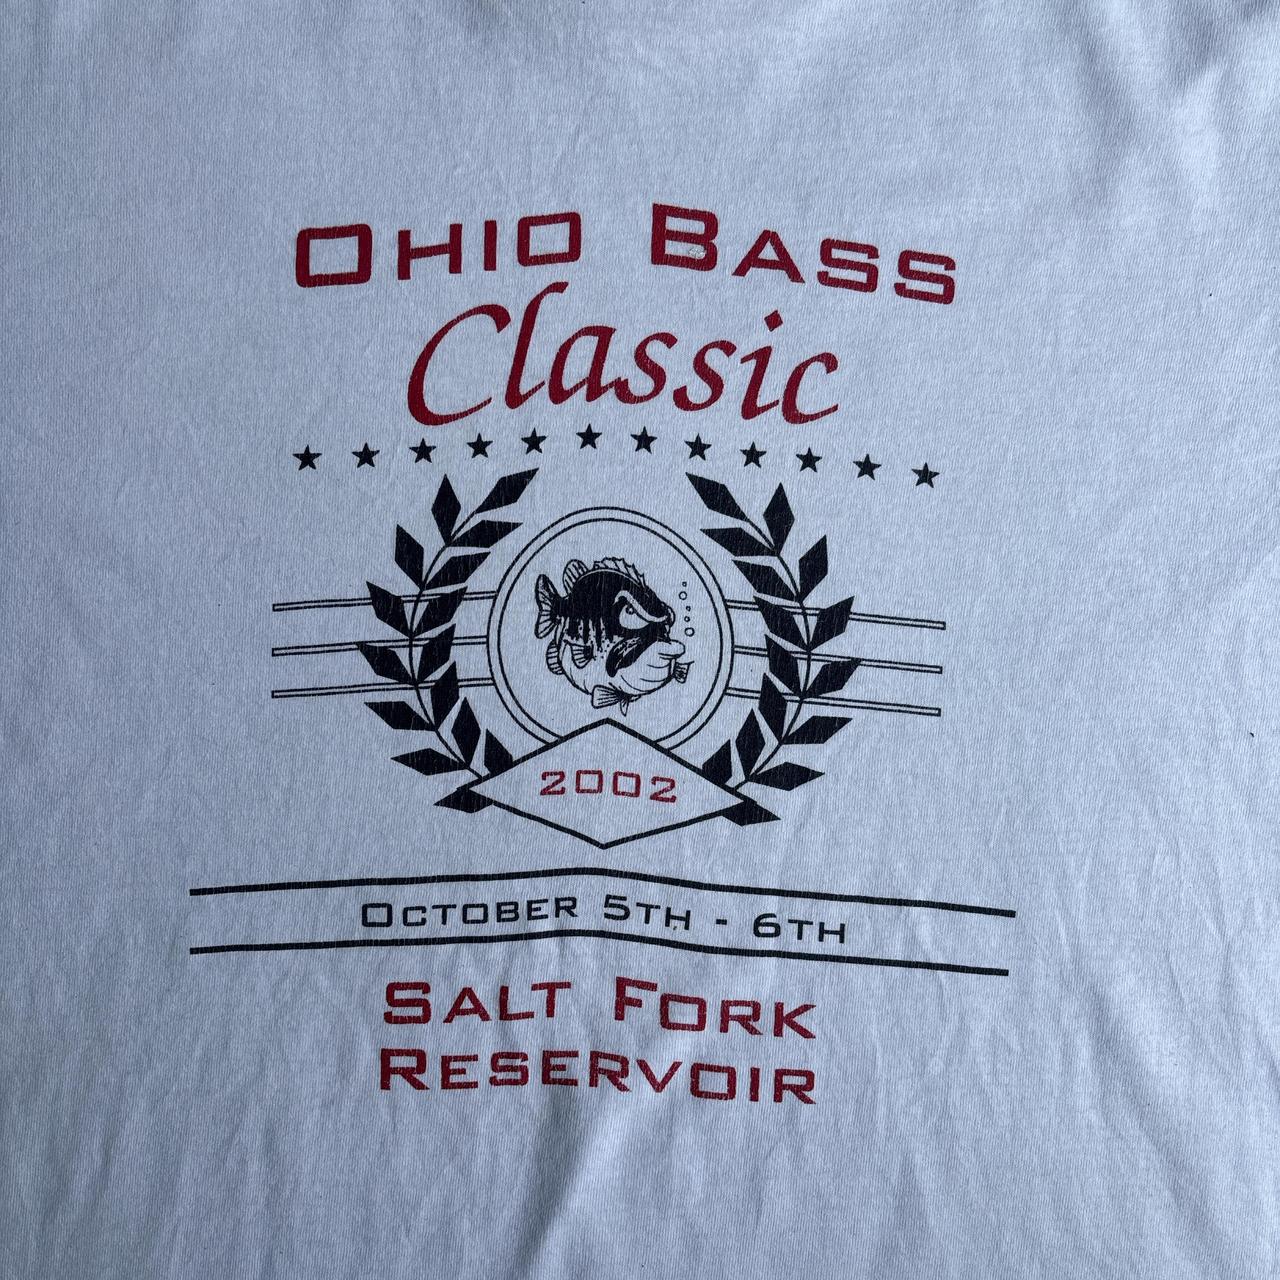 Ohio Bass
Classic
2002
October 5th - 6th
Salt Fork
Reservoir